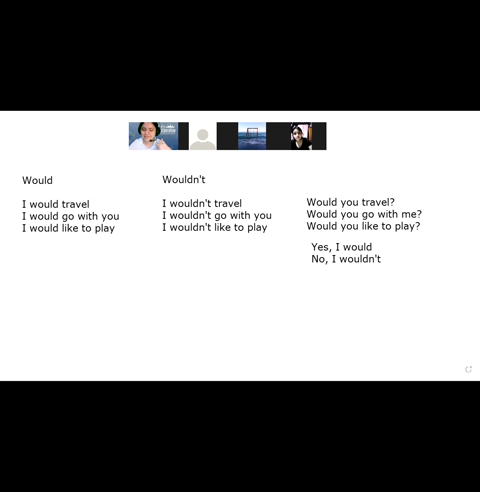 Would
I would travel
I would go with you
I would like to play
Wouldn't
I wouldn't travel
I wouldn't go with you
I wouldn't like to play
Would you travel?
Would you go with me?
Would you like to play?
Yes, I would
No, I wouldn't